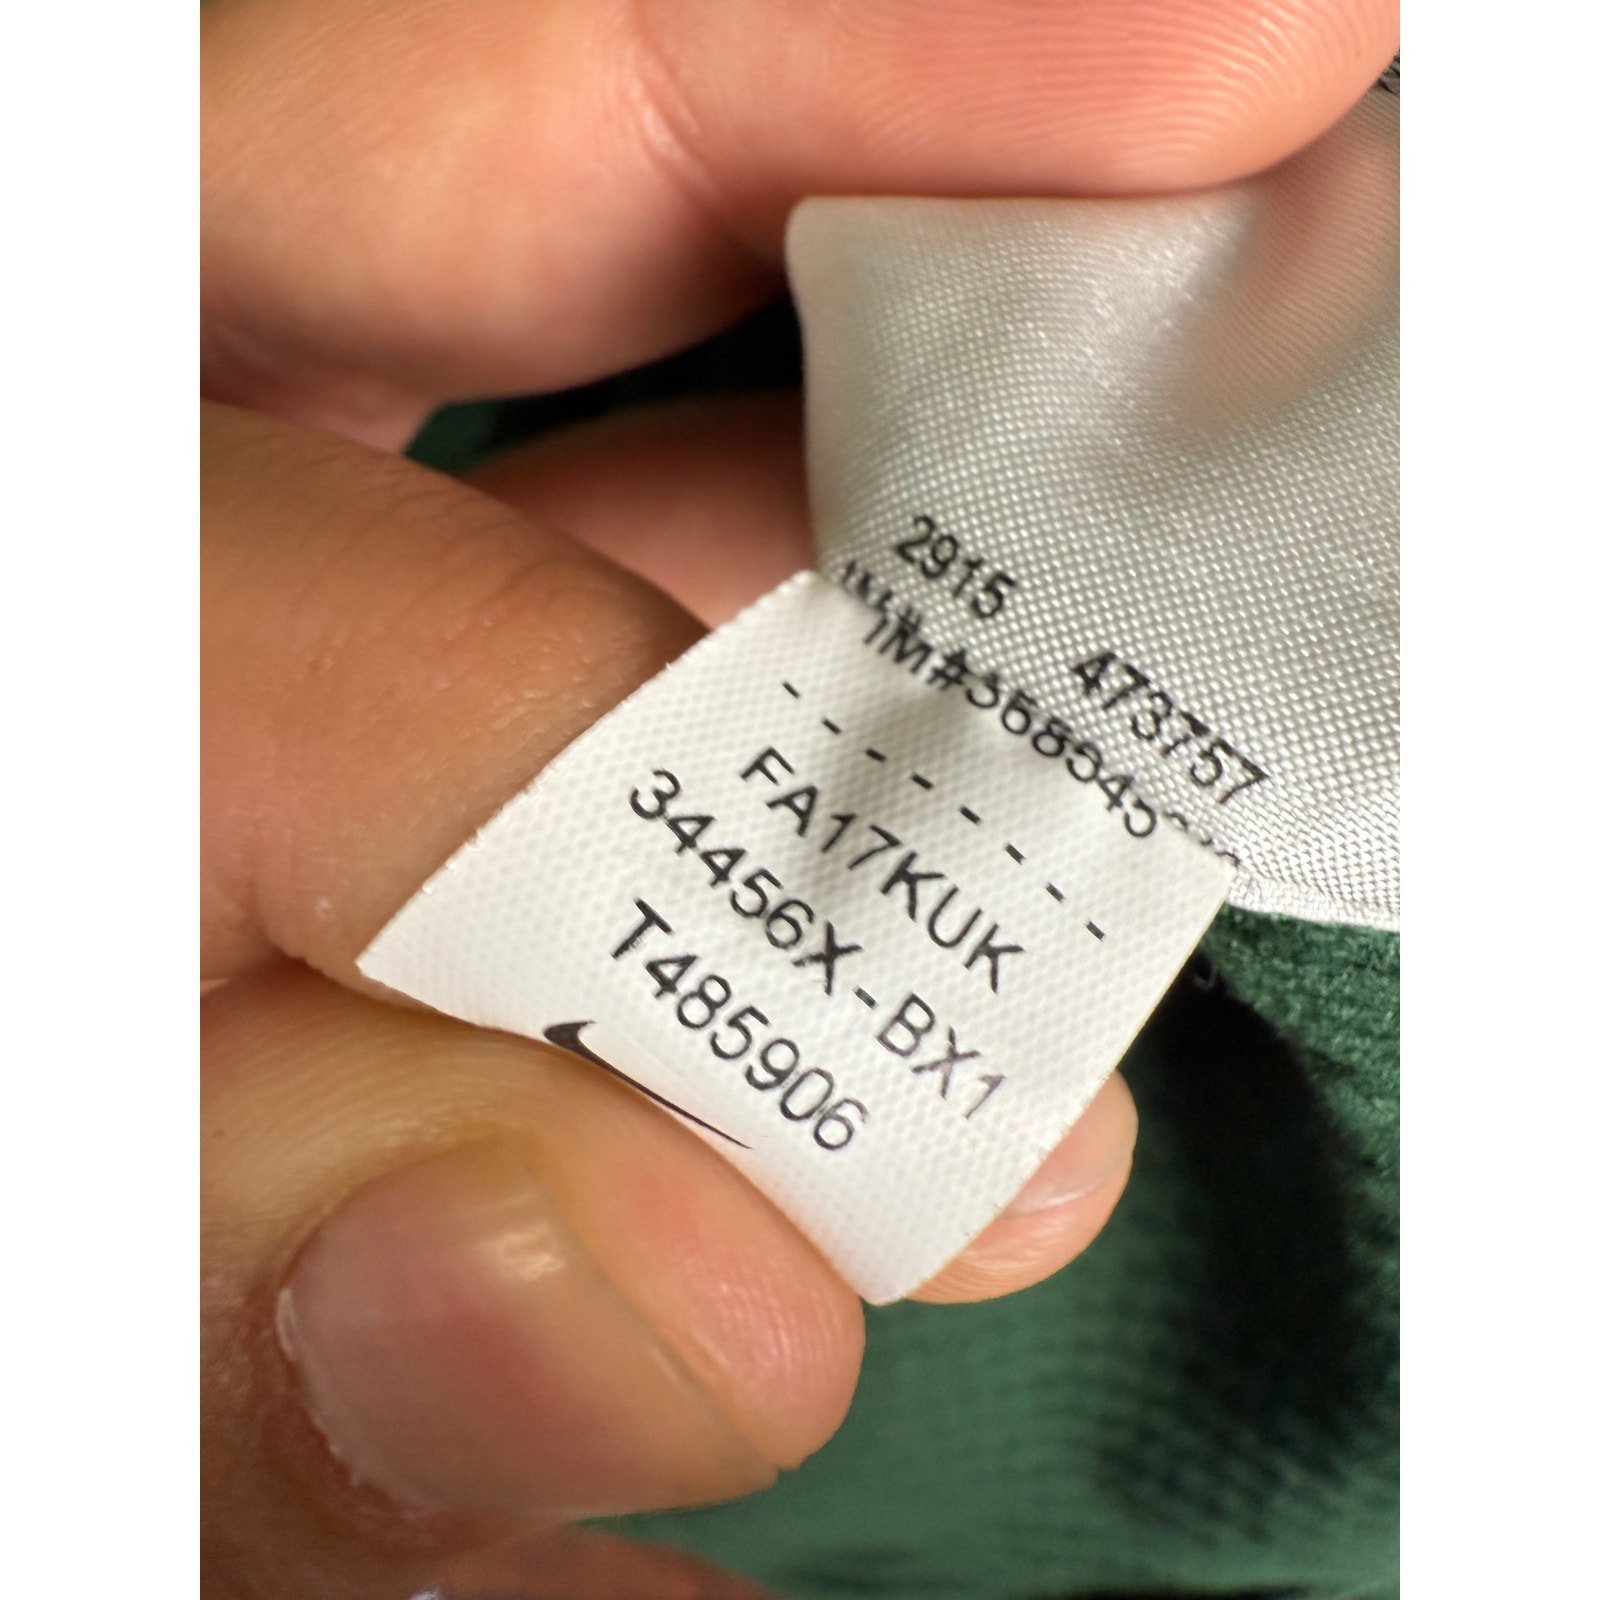 2915 473757
- - - - - - - -
FA17KUK
34456X-BX1
T485906